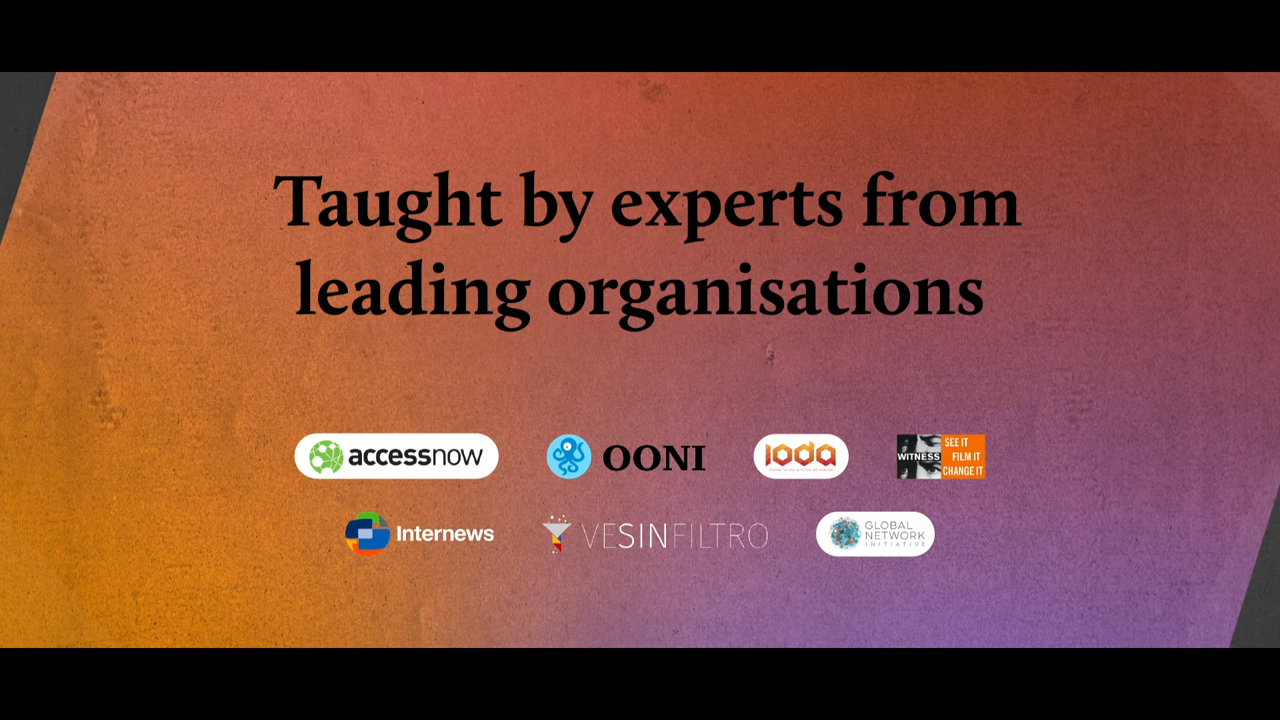 Taught by experts from
leading organisations
accessnow
OONI
ioda
WITNESS
SEE IT
FILM IT
CHANGE IT
Internews
VESINFILTRO
GLOBAL
NETWORK
INITIATIVE